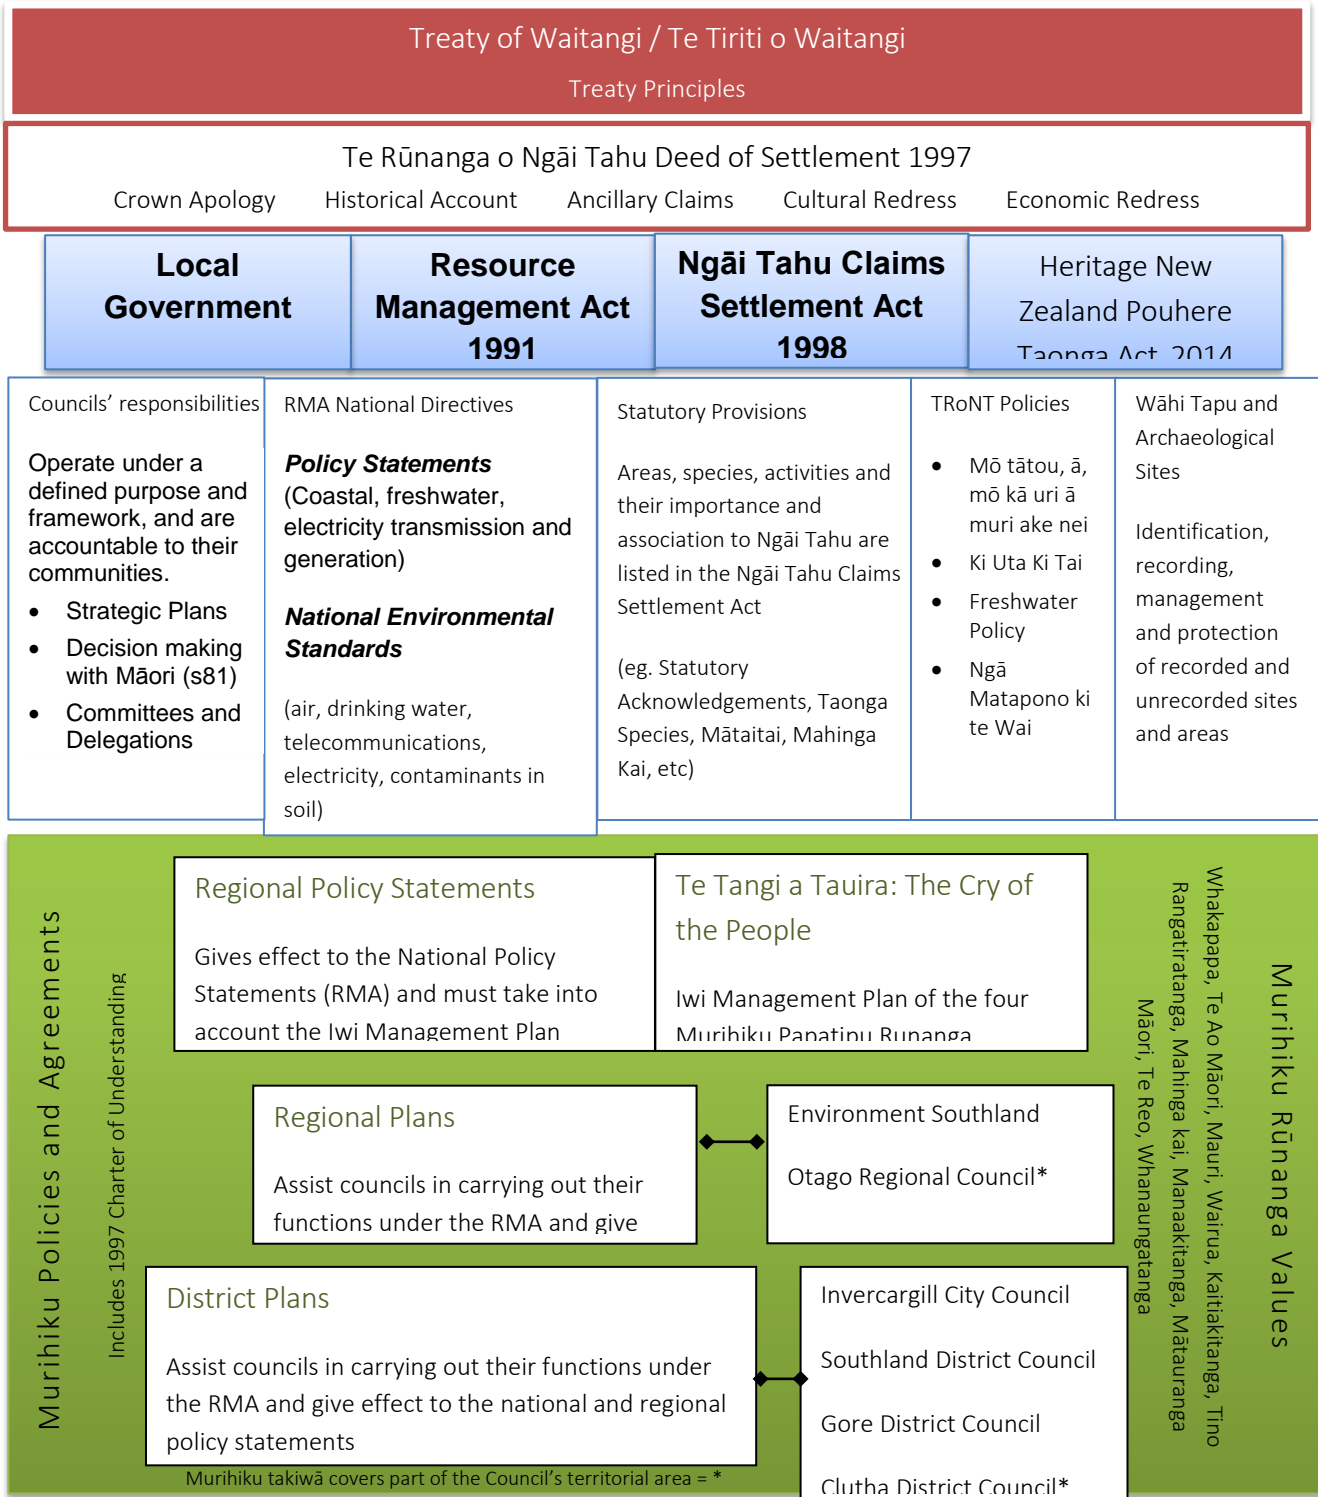 Treaty of Waitangi / Te Tiriti o Waitangi
Treaty Principles
Te Rūnanga o Ngāi Tahu Deed of Settlement 1997
Crown Apology Historical Account Ancillary Claims Cultural Redress Economic Redress
Local
Government
Resource
Management Act
1991
Ngāi Tahu Claims
Settlement Act
1998
Heritage New
Zealand Pouhere
Taonga Act 2014
Councils' responsibilities
Operate under a
defined purpose and
framework, and are
accountable to their
communities.
• Strategic Plans
• Decision making
with Māori (s81)
• Committees and
Delegations
RMA National Directives
Policy Statements
(Coastal, freshwater,
electricity transmission and
generation)
National Environmental
Standards
(air, drinking water,
telecommunications,
electricity, contaminants in
soil)
Statutory Provisions
Areas, species, activities and
their importance and
association to Ngāi Tahu are
listed in the Ngāi Tahu Claims
Settlement Act
(eg. Statutory
Acknowledgements, Taonga
Species, Mātaitai, Mahinga
Kai, etc)
TRoNT Policies
• Mō tātou, ā,
mō kā uri ā
muri ake nei
• Ki Uta Ki Tai
• Freshwater
Policy
• Ngā
Matapono ki
te Wai
Wāhi Tapu and
Archaeological
Sites
Identification,
recording,
management
and protection
of recorded and
unrecorded sites
and areas
Murihiku Policies and Agreements
Includes 1997 Charter of Understanding
Regional Policy Statements
Gives effect to the National Policy
Statements (RMA) and must take into
account the Iwi Management Plan
Te Tangi a Tauira: The Cry of
the People
Iwi Management Plan of the four
Murihiku Papatipu Runanga
Regional Plans
Assist councils in carrying out their
functions under the RMA and give
Environment Southland
Otago Regional Council*
District Plans
Assist councils in carrying out their functions under
the RMA and give effect to the national and regional
policy statements
Invercargill City Council
Southland District Council
Gore District Council
Clutha District Council*
Murihiku takiwā covers part of the Council's territorial area = *
Murihiku Rūnanga Values
Whakapapa, Te Ao Māori, Mauri, Wairua, Kaitiakitanga, Tino
Rangatiratanga, Mahinga kai, Manaakitanga, Mātauranga
Māori, Te Reo, Whanaungatanga